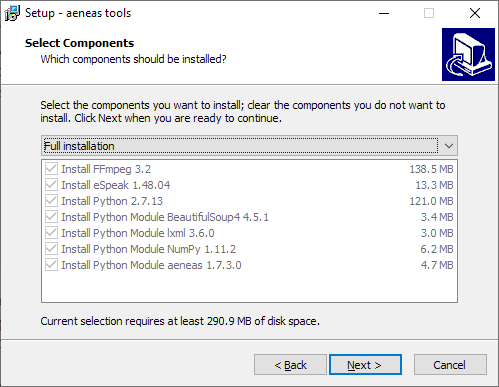 Setup - aeneas tools
Select Components
Which components should be installed?
Select the components you want to install; clear the components you do not want to
install. Click Next when you are ready to continue.
Full installation
Install FFmpeg 3.2 138.5 MB
Install eSpeak 1.48.04 13.3 MB
Install Python 2.7.13 121.0 MB
Install Python Module BeautifulSoup4 4.5.1 3.4 MB
Install Python Module lxml 3.6.0 3.0 MB
Install Python Module NumPy 1.11.2 6.2 MB
Install Python Module aeneas 1.7.3.0 4.7 MB
Current selection requires at least 290.9 MB of disk space.
< Back Next > Cancel